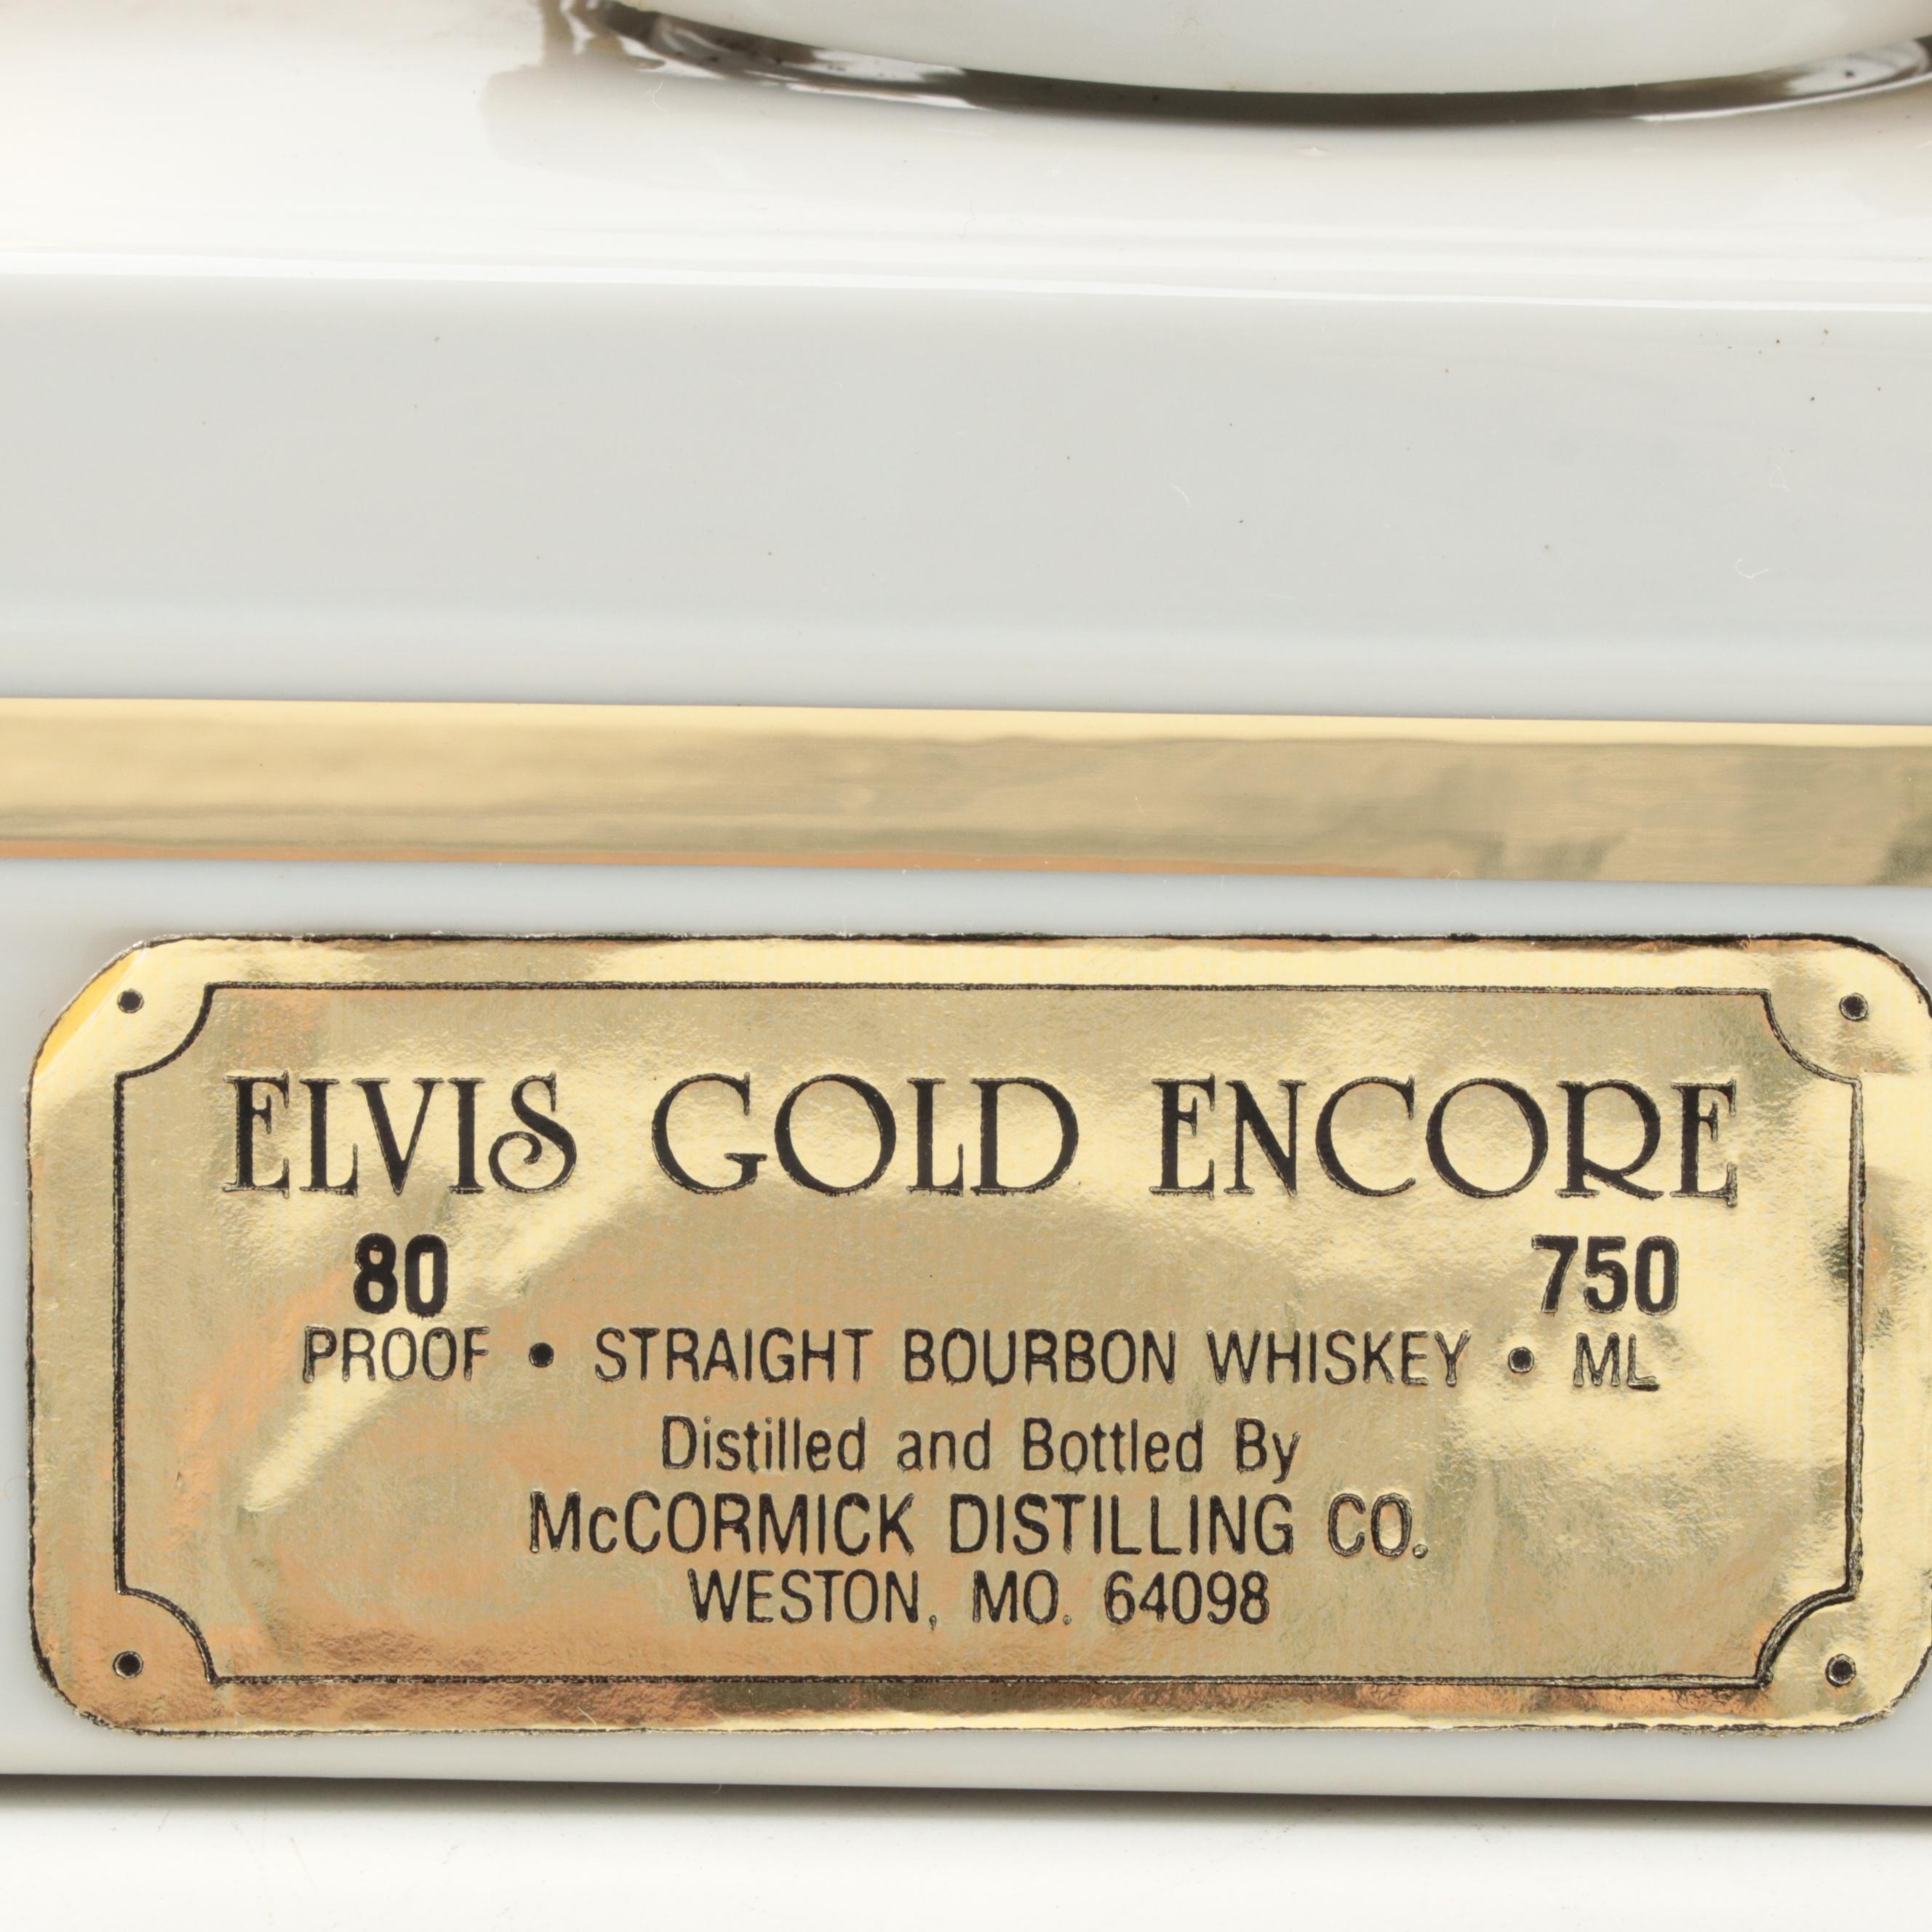 ELVIS GOLD ENCORE
80 750
PROOF • STRAIGHT BOURBON WHISKEY • ML
Distilled and Bottled By
McCORMICK DISTILLING CO.
WESTON, MO. 64098